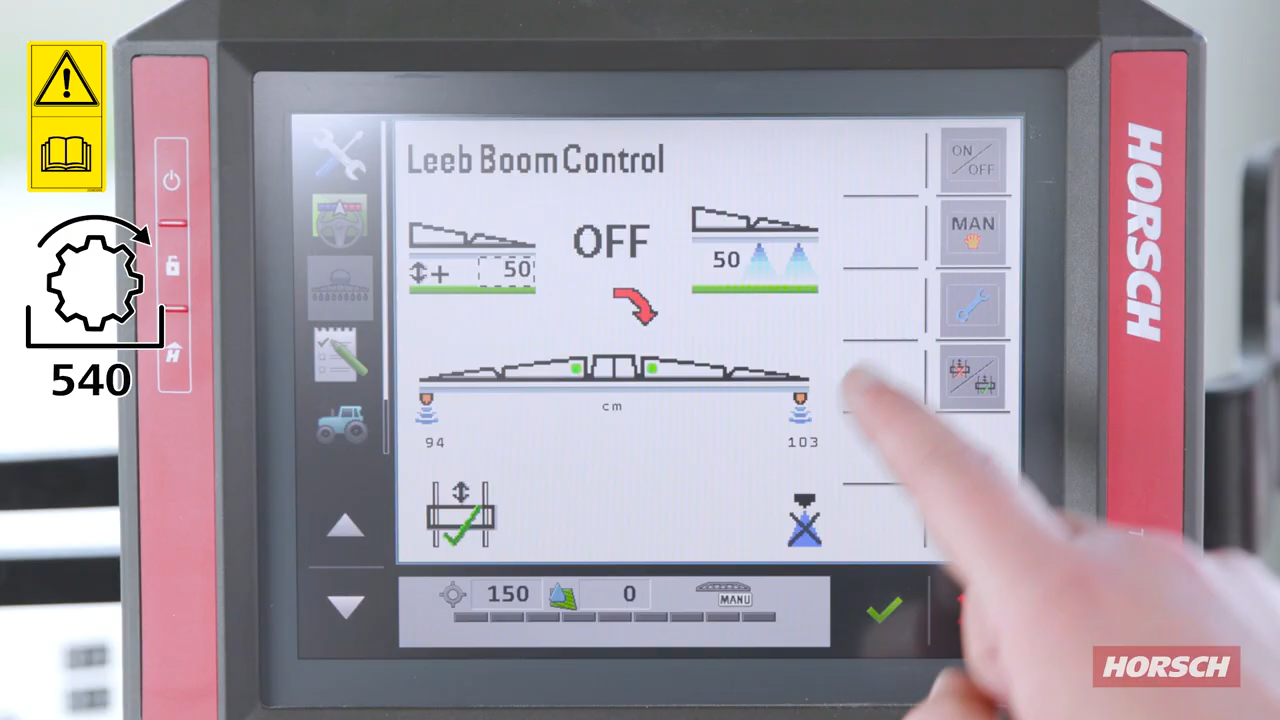 Leeb Boom Control
ON
OFF
50
OFF
50
MAN
HORSCH
540
cm
94
103
150
0
MANU
HORSCH